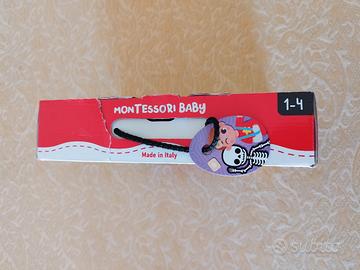 MONTESSORI BABY
1-4
Made in Italy
subito